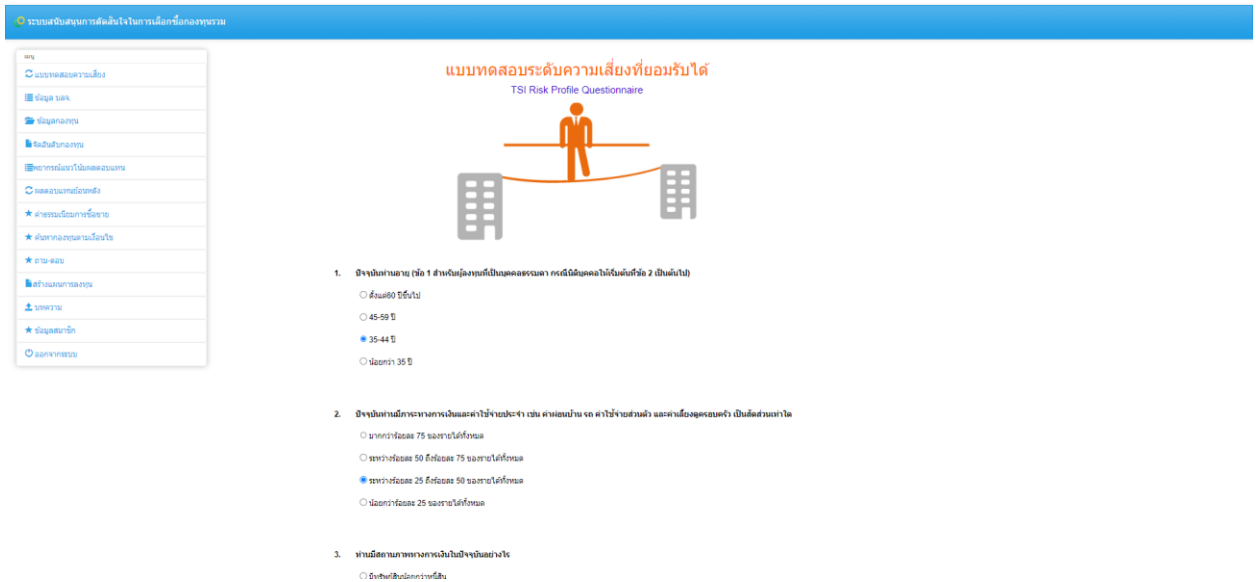 ระบบสนับสนุนการตัดสินใจในการเลือกซื้อกองทุนรวม
เมนู
แบบทดสอบความเสี่ยง
ข้อมูล บลจ.
ข้อมูลกองทุน
จัดอันดับกองทุน
พยากรณ์แนวโน้มผลตอบแทน
ผลตอบแทนย้อนหลัง
ค่าธรรมเนียมการซื้อขาย
ค้นหากองทุนตามเงื่อนไข
ถาม-ตอบ
สร้างแผนการลงทุน
บทความ
ข้อมูลสมาชิก
ออกจากระบบ
แบบทดสอบระดับความเสี่ยงที่ยอมรับได้
TSI Risk Profile Questionnaire
1. ปัจจุบันท่านอายุ (ข้อ 1 สำหรับผู้ลงทุนที่เป็นบุคคลธรรมดา กรณีนิติบุคคลให้เริ่มต้นที่ข้อ 2 เป็นต้นไป)
ตั้งแต่60 ปีขึ้นไป
45-59 ปี
35-44 ปี
น้อยกว่า 35 ปี
2. ปัจจุบันท่านมีภาระทางการเงินและค่าใช้จ่ายประจำ เช่น ค่าผ่อนบ้าน รถ ค่าใช้จ่ายส่วนตัว และค่าเลี้ยงดูครอบครัว เป็นสัดส่วนเท่าใด
มากกว่าร้อยละ 75 ของรายได้ทั้งหมด
ระหว่างร้อยละ 50 ถึงร้อยละ 75 ของรายได้ทั้งหมด
ระหว่างร้อยละ 25 ถึงร้อยละ 50 ของรายได้ทั้งหมด
น้อยกว่าร้อยละ 25 ของรายได้ทั้งหมด
3. ท่านมีสถานภาพทางการเงินในปัจจุบันอย่างไร
มีทรัพย์สินน้อยกว่าหนี้สิน